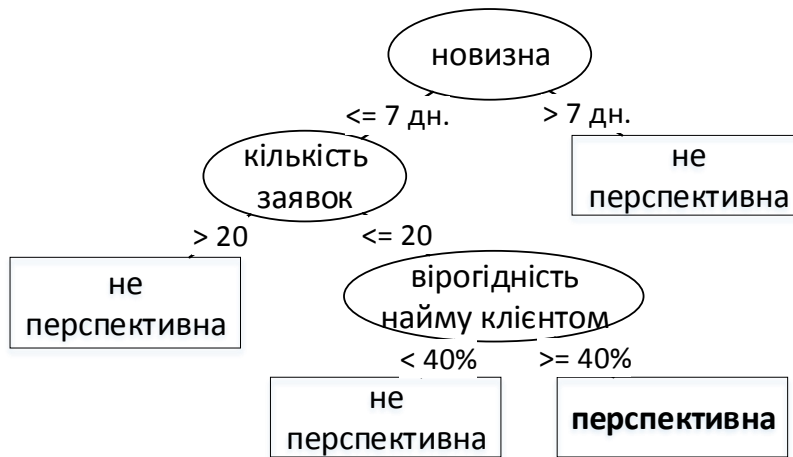 новизна
<= 7 дн.
> 7 дн.
кількість
заявок
не
перспективна
> 20
<= 20
не
перспективна
вірогідність
найму клієнтом
< 40%
>= 40%
не
перспективна
перспективна